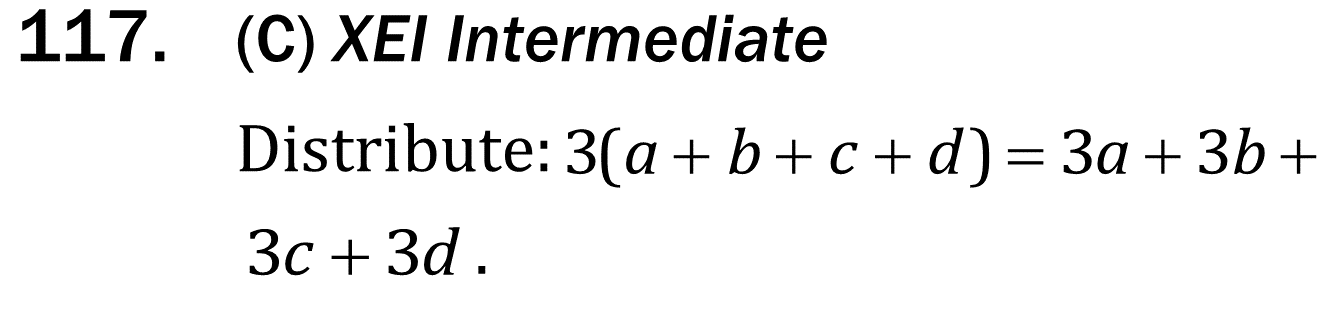 117. (C) XEI Intermediate
Distribute: 3(a + b + c + d) = 3a + 3b +
3c + 3d .